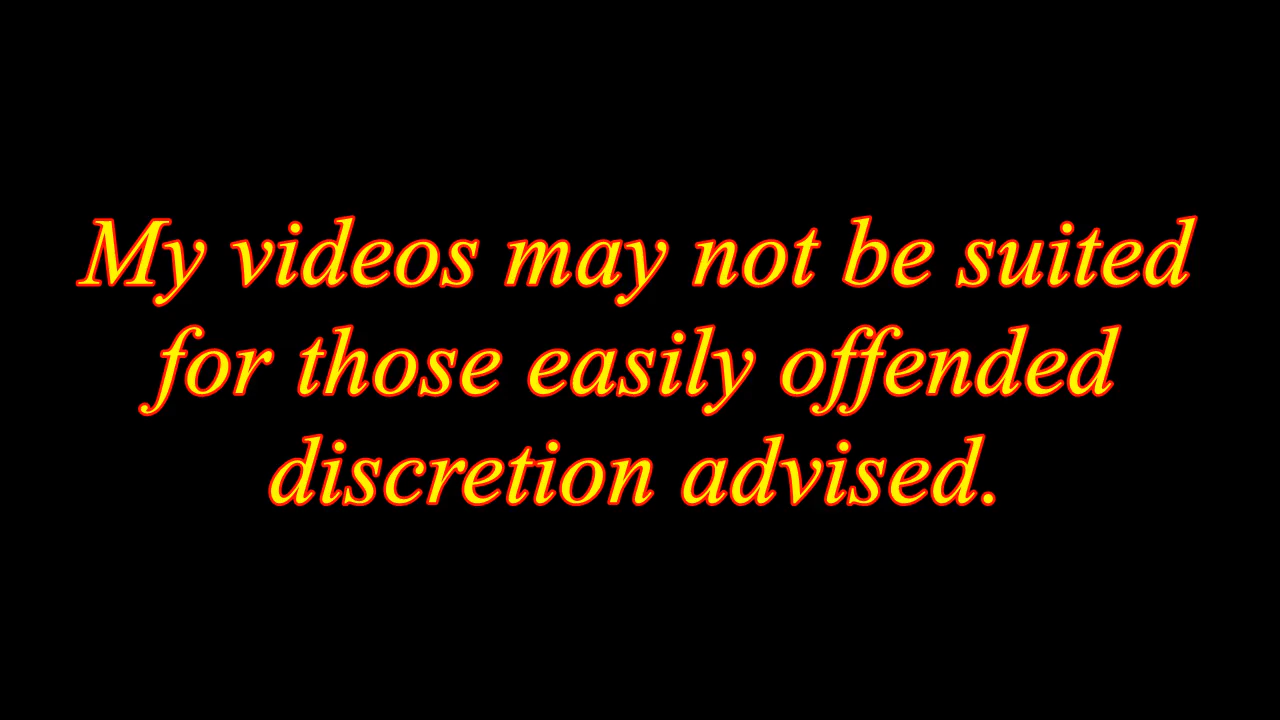 My videos may not be suited
for those easily offended
discretion advised.